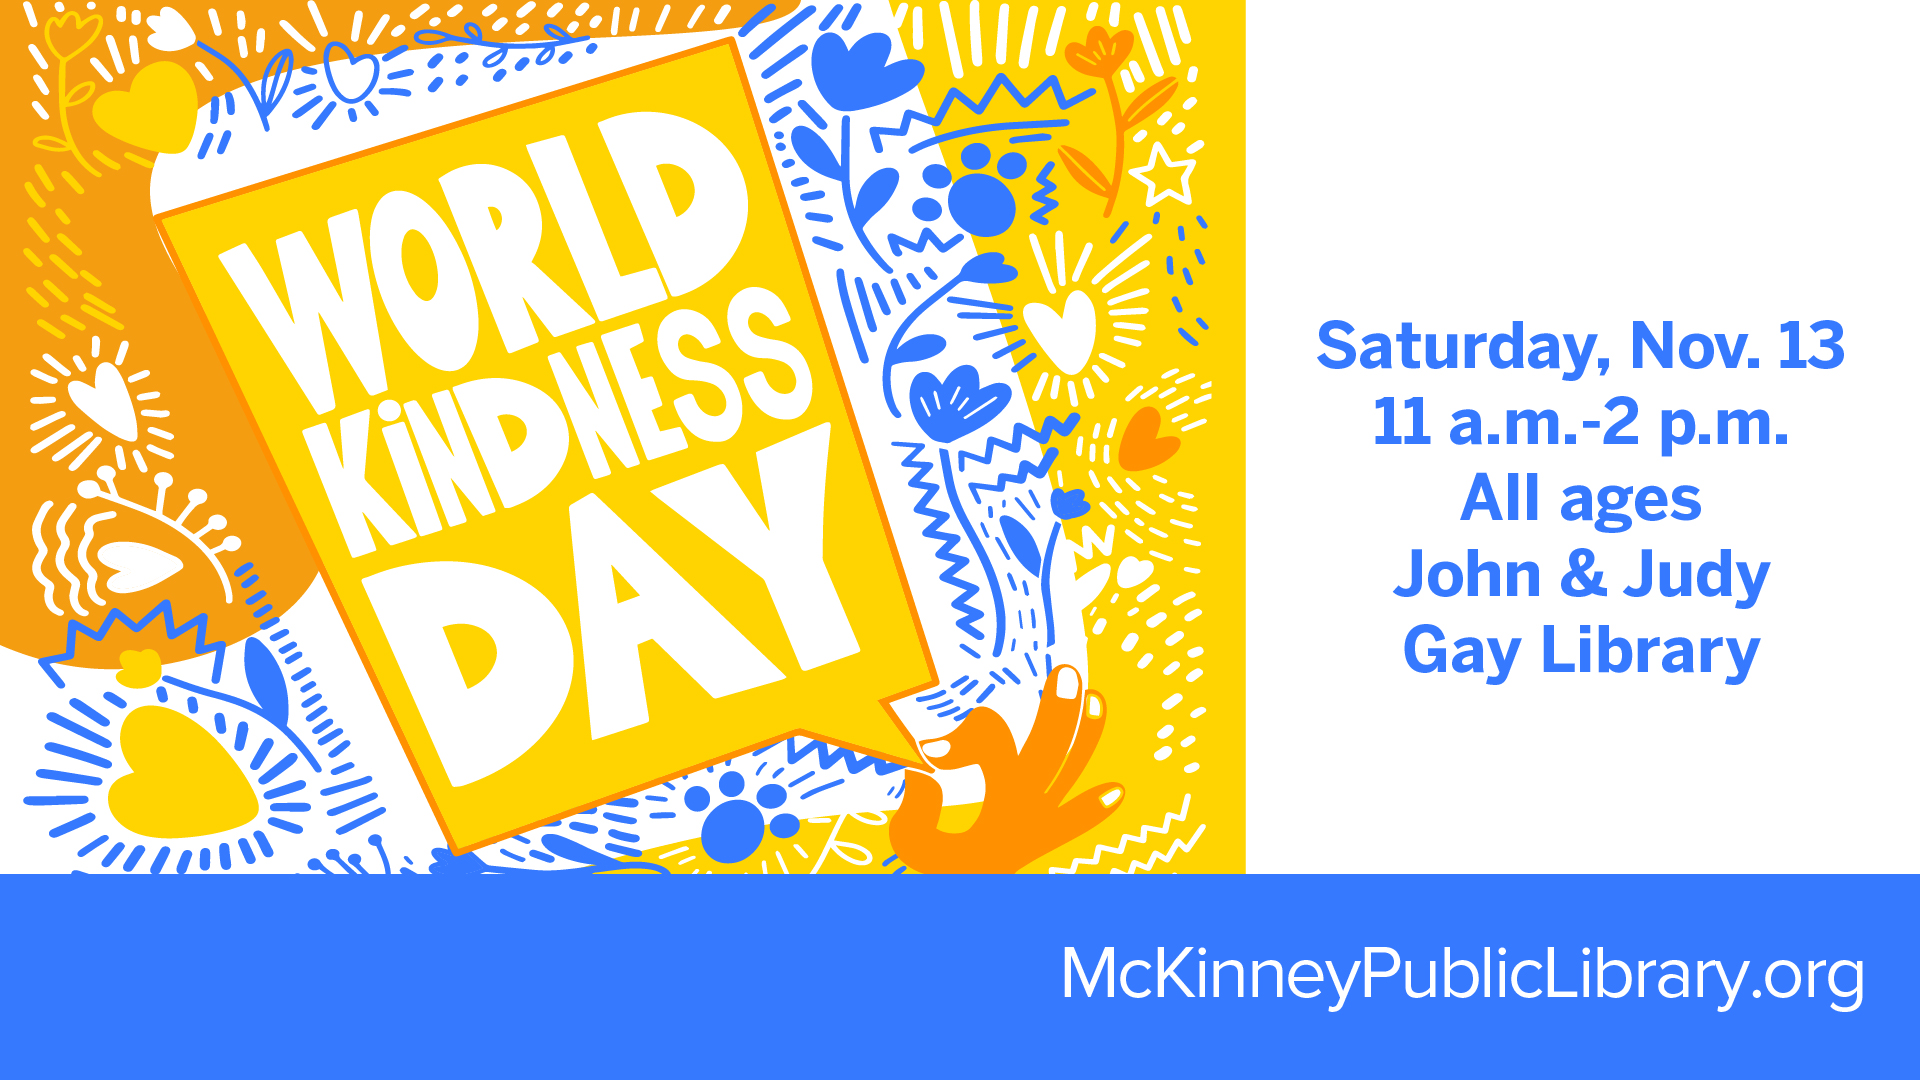 WORLD
KiNDNESS
DAY
Saturday, Nov. 13
11 a.m.-2 p.m.
All ages
John & Judy
Gay Library
McKinneyPublicLibrary.org